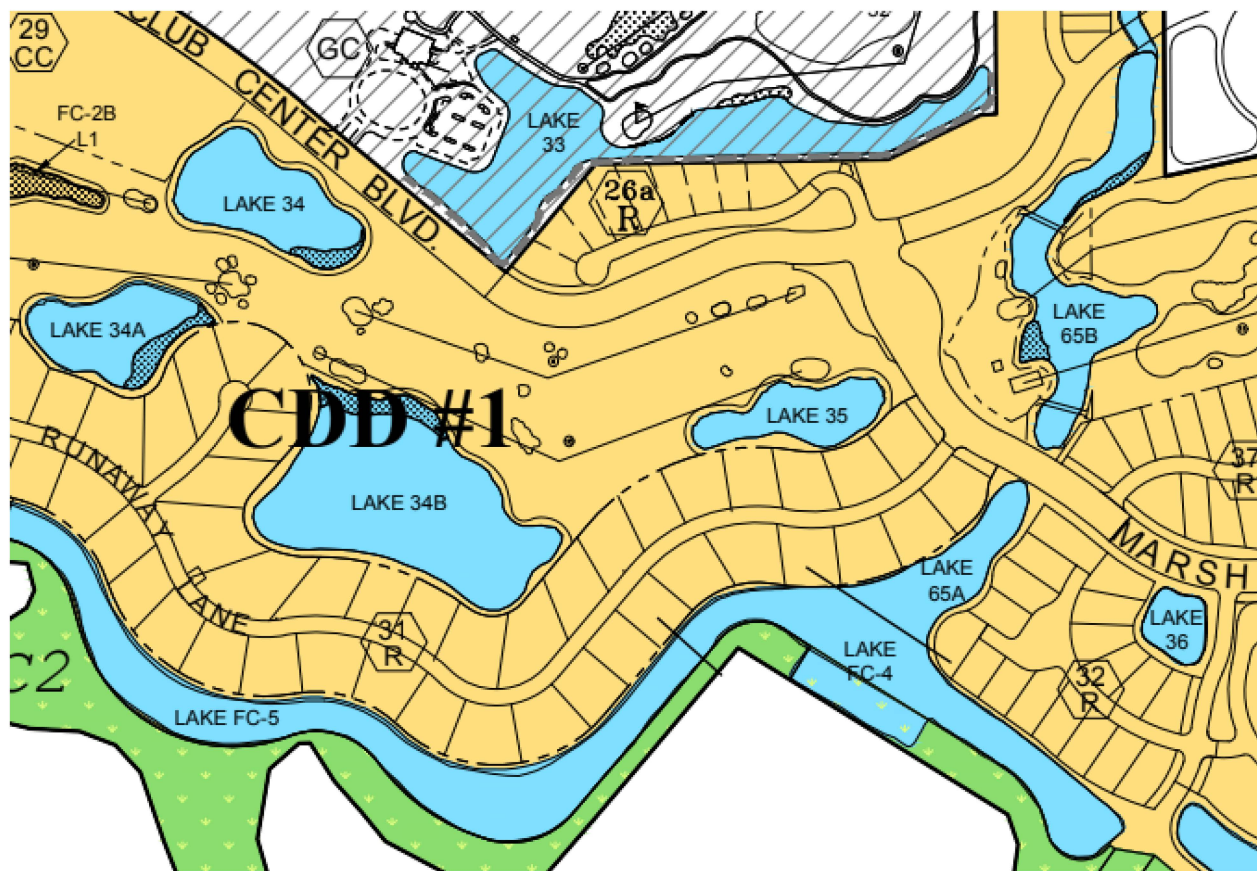 29
CC
CLUB CENTER BLVD.
GC
32
FC-2B
L1
LAKE
33
LAKE 34
26a
R
LAKE 34A
LAKE
65B
CDD #1
LAKE 35
RUNAWAY LANE
37
R
LAKE 34B
MARSH
LAKE
65A
LAKE
36
31
R
LAKE
FC-4
C2
32
R
LAKE FC-5